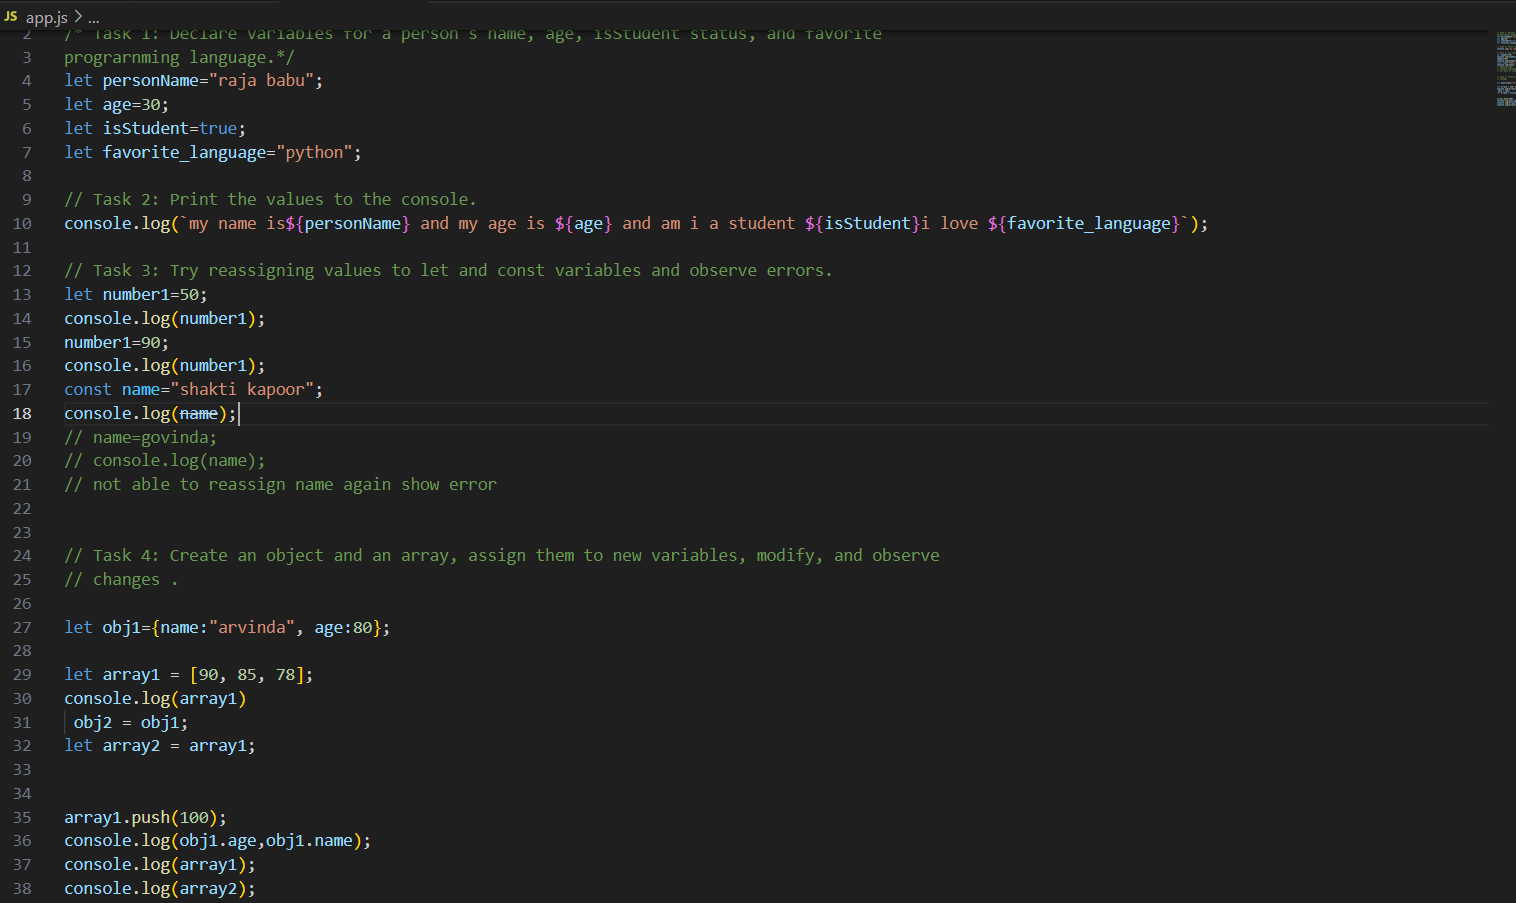 JS app.js > ...
2 /* Task 1: Declare variables for a person's name, age, isStudent status, and favorite
3 prograrnming language.*/
4 let personName="raja babu";
5 let age=30;
6 let isStudent=true;
7 let favorite_language="python";
8
9 // Task 2: Print the values to the console.
10 console.log(`my name is${personName} and my age is ${age} and am i a student ${isStudent}i love ${favorite_language}`);
11
12 // Task 3: Try reassigning values to let and const variables and observe errors.
13 let number1=50;
14 console.log(number1);
15 number1=90;
16 console.log(number1);
17 const name="shakti kapoor";
18 console.log(name);
19 // name=govinda;
20 // console.log(name);
21 // not able to reassign name again show error
22
23
24 // Task 4: Create an object and an array, assign them to new variables, modify, and observe
25 // changes .
26
27 let obj1={name:"arvinda", age:80};
28
29 let array1 = [90, 85, 78];
30 console.log(array1)
31 obj2 = obj1;
32 let array2 = array1;
33
34
35 array1.push(100);
36 console.log(obj1.age,obj1.name);
37 console.log(array1);
38 console.log(array2);